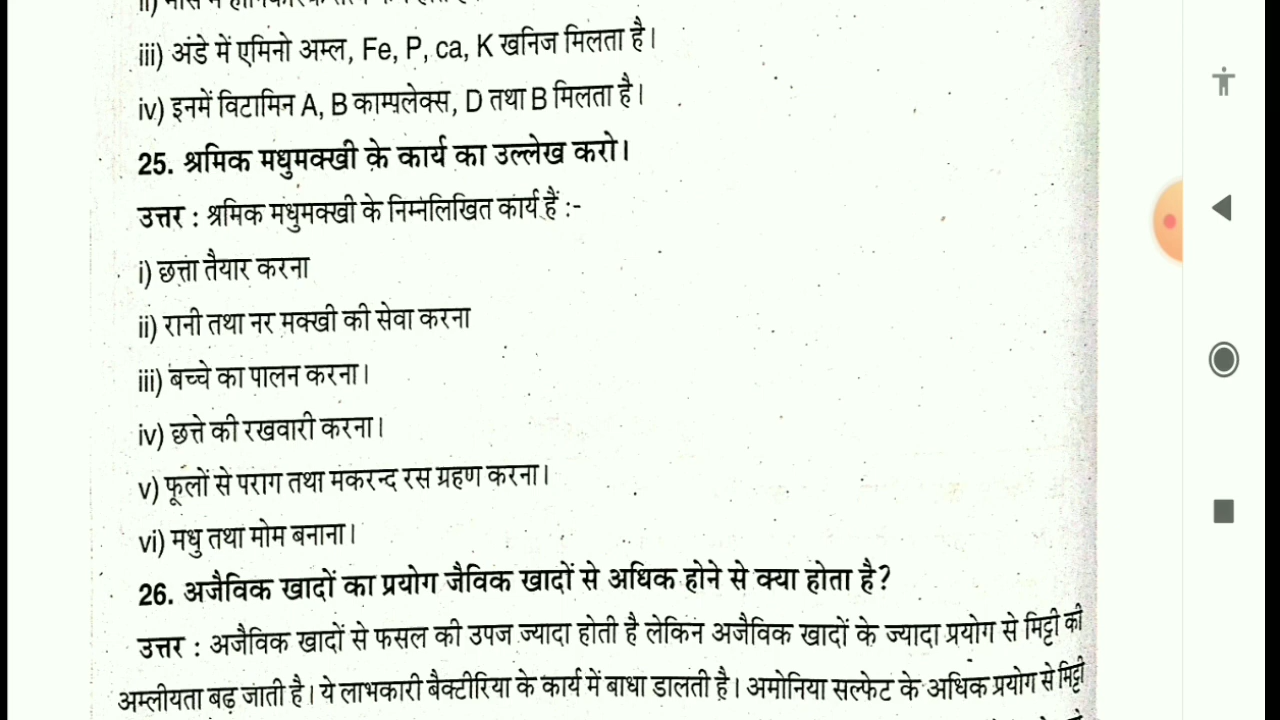 iii) अंडे में एमिनो अम्ल, Fe, P, ca, K खनिज मिलता है।
iv) इनमें विटामिन A, B काम्पलेक्स, D तथा B मिलता है।
25. श्रमिक मधुमक्खी के कार्य का उल्लेख करो।
उत्तर : श्रमिक मधुमक्खी के निम्नलिखित कार्य हैं :-
i) छत्ता तैयार करना
ii) रानी तथा नर मक्खी की सेवा करना
iii) बच्चे का पालन करना।
iv) छत्ते की रखवारी करना।
v) फूलों से पराग तथा मकरन्द रस ग्रहण करना।
vi) मधु तथा मोम बनाना।
26. अजैविक खादों का प्रयोग जैविक खादों से अधिक होने से क्या होता है?
उत्तर : अजैविक खादों से फसल की उपज ज्यादा होती है लेकिन अजैविक खादों के ज्यादा प्रयोग से मिट्टी की
अम्लीयता बढ़ जाती है। ये लाभकारी बैक्टीरिया के कार्य में बाधा डालती है। अमोनिया सल्फेट के अधिक प्रयोग से मिट्टी